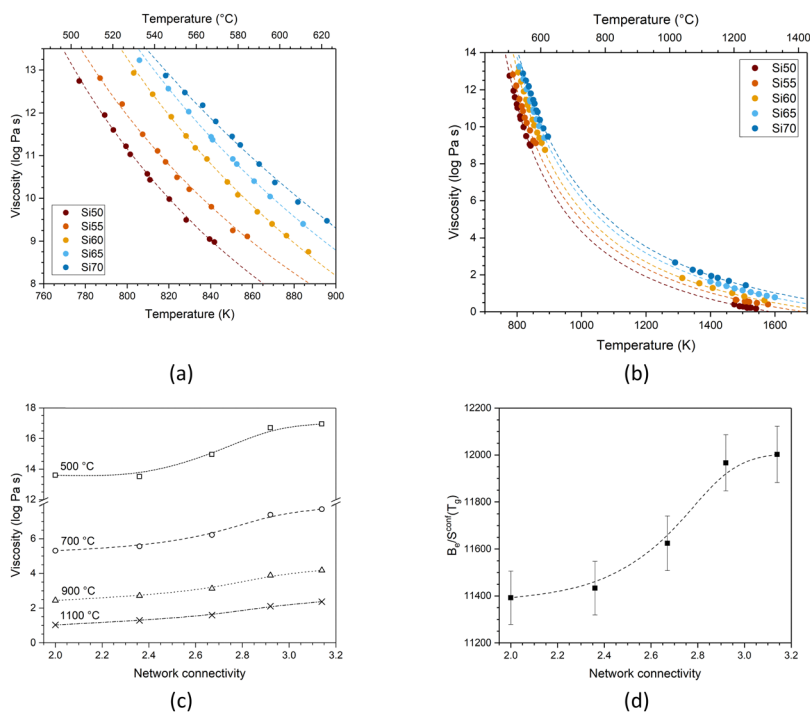 Temperature (°C)
500 520 540 560 580 600 620
13
12
11
10
9
8
Viscosity (log Pa s)
Si50
Si55
Si60
Si65
Si70
760 780 800 820 840 860 880 900
Temperature (K)
(a)
Temperature (°C)
400 600 800 1000 1200 1400
14
12
10
8
6
4
2
0
Viscosity (log Pa s)
Si50
Si55
Si60
Si65
Si70
800 1000 1200 1400 1600
Temperature (K)
(b)
18
17
16
14
12
6
4
2
0
Viscosity (log Pa s)
500 °C
700 °C
900 °C
1100 °C
2.0 2.2 2.4 2.6 2.8 3.0 3.2
Network connectivity
(c)
12200
12000
11800
11600
11400
11200
Be/Sconf(Tg)
2.0 2.2 2.4 2.6 2.8 3.0 3.2
Network connectivity
(d)